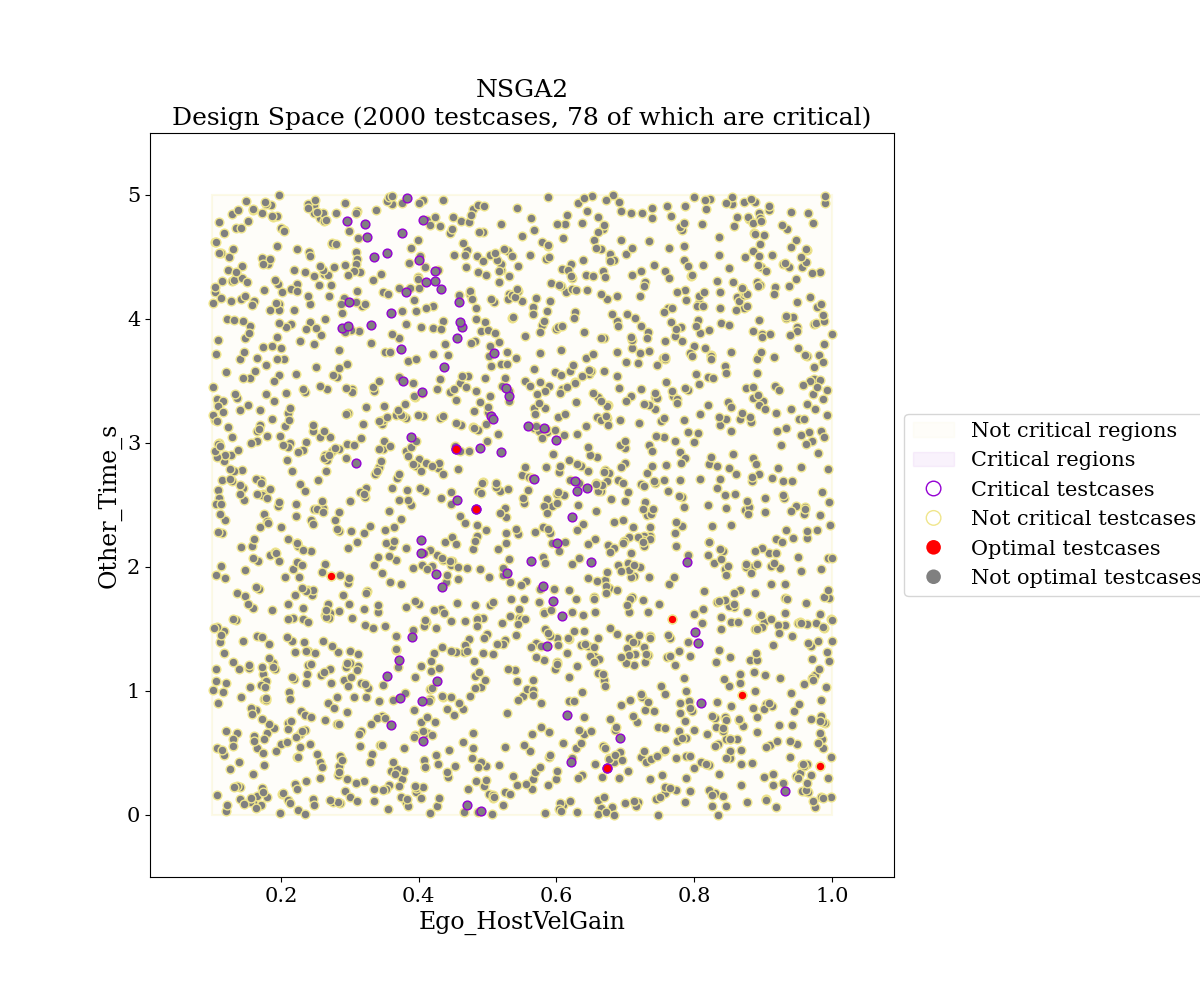 NSGA2
Design Space (2000 testcases, 78 of which are critical)
5
4
3
2
1
0
Other_Time_s
0.2
0.4
0.6
0.8
1.0
Ego_HostVelGain
Not critical regions
Critical regions
Critical testcases
Not critical testcases
Optimal testcases
Not optimal testcases